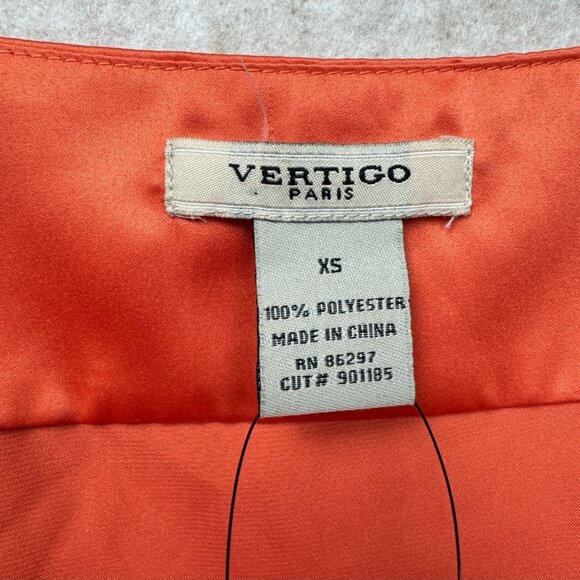 VERTIGO
PARIS
XS
100% POLYESTER
MADE IN CHINA
RN 86297
CUT# 901185